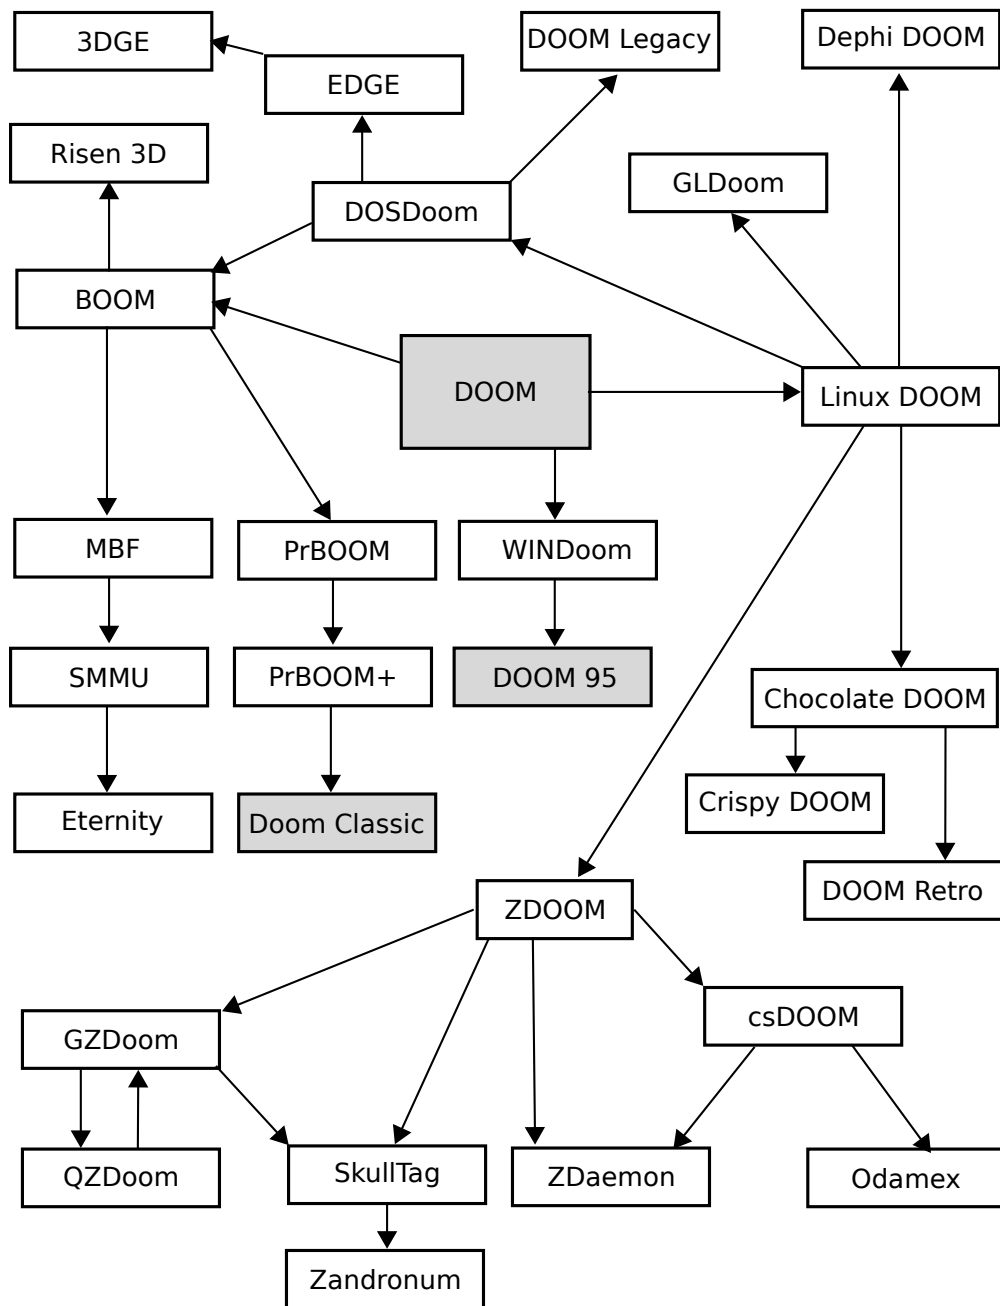 3DGE
DOOM Legacy
Dephi DOOM
EDGE
Risen 3D
GLDoom
DOSDoom
BOOM
DOOM
Linux DOOM
MBF
PrBOOM
WINDoom
SMMU
PrBOOM+
DOOM 95
Chocolate DOOM
Crispy DOOM
Eternity
Doom Classic
DOOM Retro
ZDOOM
csDOOM
GZDoom
QZDoom
SkullTag
ZDaemon
Odamex
Zandronum